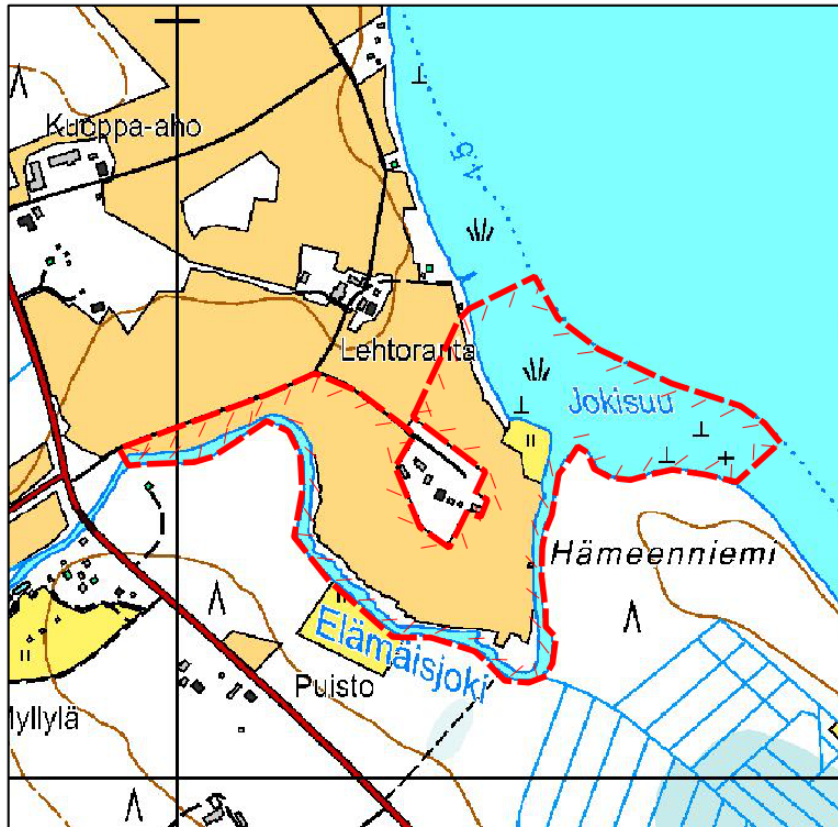 Kuoppa-aho
1.5
Lehtoranta
Jokisuu
Hämeenniemi
Elämäisjoki
Puisto
Myllylä